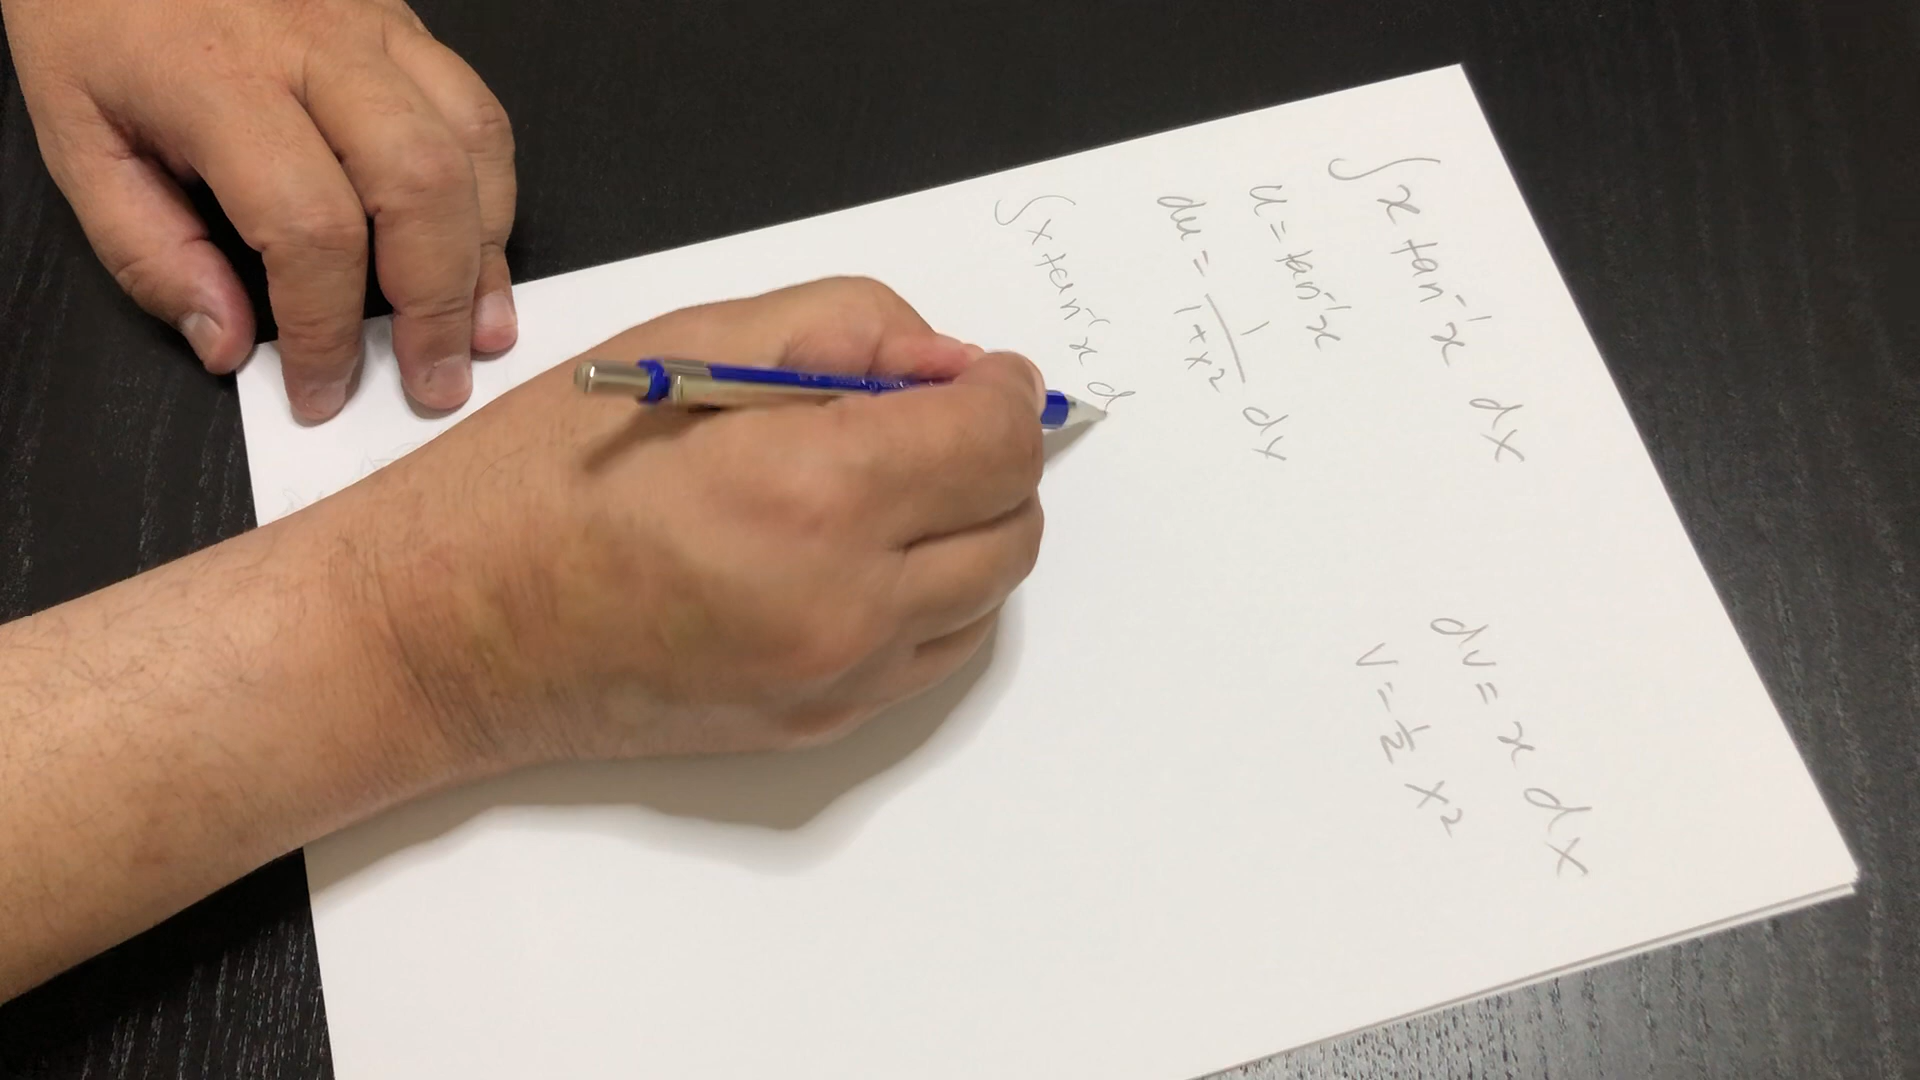 ∫ x tan⁻¹x dx
u = tan⁻¹x dv = x dx
du = 1/(1+x²) dx v = 1/2 x²
∫x tan⁻¹x d